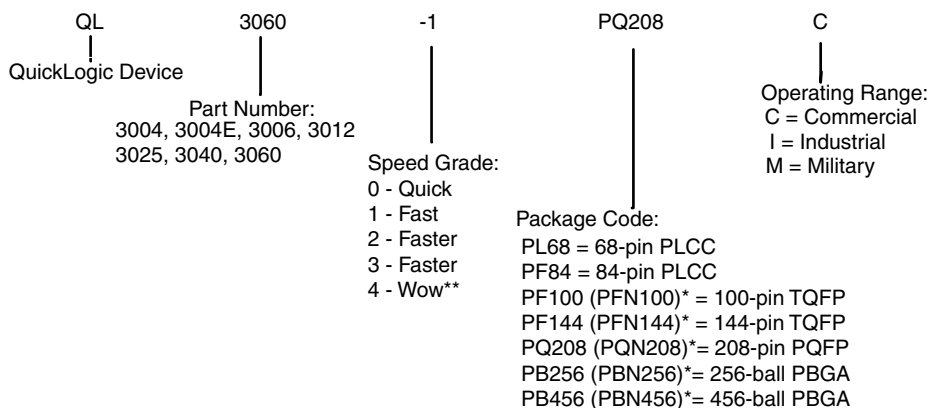 QL 3060 -1 PQ208 C
QuickLogic Device
Part Number:
3004, 3004E, 3006, 3012
3025, 3040, 3060
Speed Grade:
0 - Quick
1 - Fast
2 - Faster
3 - Faster
4 - Wow**
Package Code:
PL68 = 68-pin PLCC
PF84 = 84-pin PLCC
PF100 (PFN100)* = 100-pin TQFP
PF144 (PFN144)* = 144-pin TQFP
PQ208 (PQN208)*= 208-pin PQFP
PB256 (PBN256)*= 256-ball PBGA
PB456 (PBN456)*= 456-ball PBGA
Operating Range:
C = Commercial
I = Industrial
M = Military